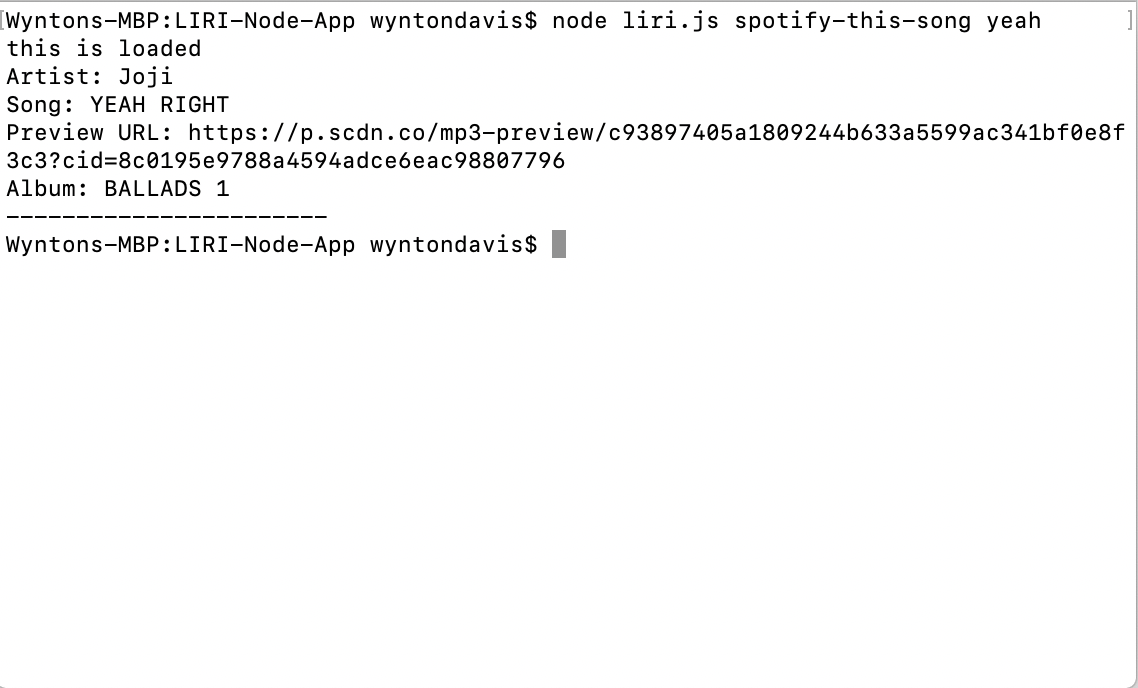 [Wyntons-MBP:LIRI-Node-App wyntondavis$ node liri.js spotify-this-song yeah ]
this is loaded
Artist: Joji
Song: YEAH RIGHT
Preview URL: https://p.scdn.co/mp3-preview/c93897405a1809244b633a5599ac341bf0e8f
3c3?cid=8c0195e9788a4594adce6eac98807796
Album: BALLADS 1
-----------------------
Wyntons-MBP:LIRI-Node-App wyntondavis$